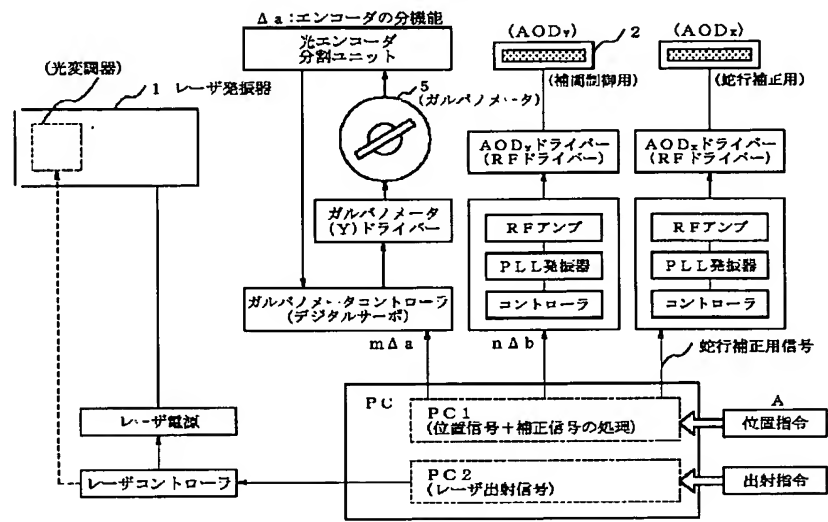 Δa：エンコーダの分機能
光エンコーダ
分割ユニット
(AODy)
2
(AODx)
(補間制御用)
(蛇行補正用)
(光変調器)
1 レーザ発振器
5
(ガルバノメータ)
AODyドライバー
(RFドライバー)
AODxドライバー
(RFドライバー)
ガルバノメータ
(Y)ドライバー
RFアンプ
PLL発振器
コントローラ
RFアンプ
PLL発振器
コントローラ
ガルバノメータコントローラ
(デジタルサーボ)
mΔa
nΔb
蛇行補正用信号
PC
PC1
(位置信号＋補正信号の処理)
A
位置指令
レーザ電源
PC2
(レーザ出射信号)
出射指令
レーザコントローラ